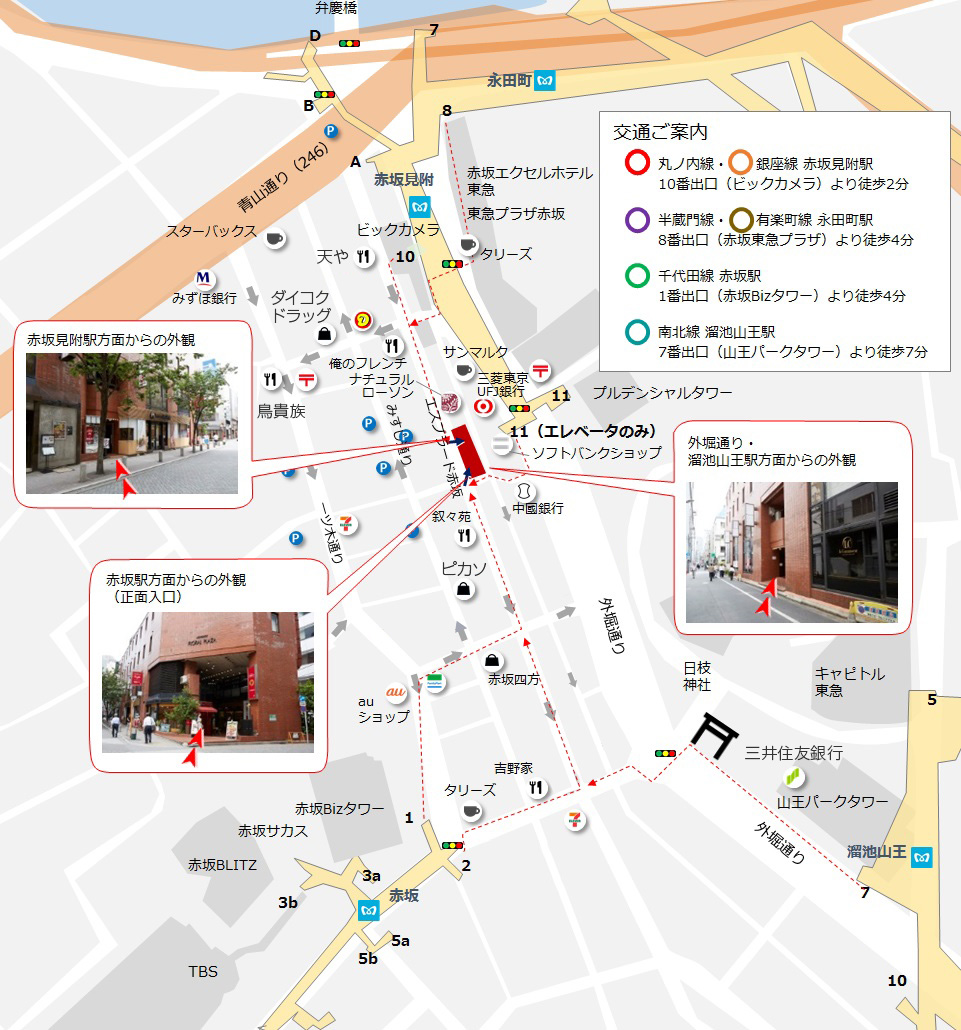 弁慶橋
D
7
永田町
B
8
P
青山通り（246）
A
赤坂見附
赤坂エクセルホテル
東急
東急プラザ赤坂
交通ご案内
丸ノ内線・銀座線 赤坂見附駅
10番出口（ビックカメラ）より徒歩2分
半蔵門線・有楽町線 永田町駅
8番出口（赤坂東急プラザ）より徒歩4分
千代田線 赤坂駅
1番出口（赤坂Bizタワー）より徒歩4分
南北線 溜池山王駅
7番出口（山王パークタワー）より徒歩7分
スターバックス
ビックカメラ
天や
10
タリーズ
M
みずほ銀行
ダイコク
ドラッグ
7
俺のフレンチ
ナチュラル
ローソン
サンマルク
三菱東京
UFJ銀行
鳥貴族
11
プルデンシャルタワー
11（エレベータのみ）
ソフトバンクショップ
みすじ通り
エスプラナード赤坂
P
P
P
P
P
P
中國銀行
叙々苑
一ツ木通り
ピカソ
外堀通り
赤坂見附駅方面からの外観
赤坂駅方面からの外観
（正面入口）
外堀通り・
溜池山王駅方面からの外観
赤坂四方
au
au
ショップ
日枝
神社
キャピトル
東急
5
三井住友銀行
山王パークタワー
外堀通り
溜池山王
7
10
吉野家
タリーズ
7
赤坂Bizタワー
1
赤坂サカス
赤坂BLITZ
2
3a
3b
赤坂
5a
5b
TBS